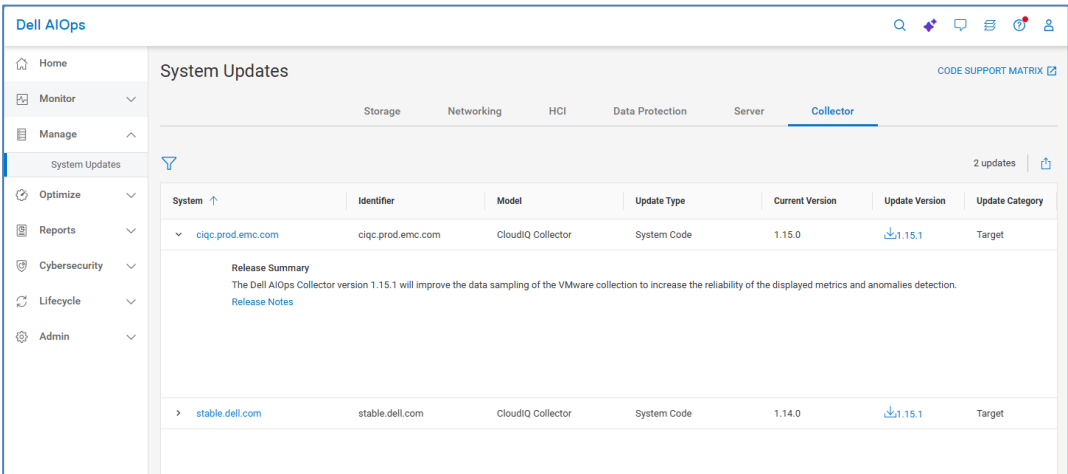 Dell AIOps
Home
Monitor
Manage
System Updates
Optimize
Reports
Cybersecurity
Lifecycle
Admin
System Updates
CODE SUPPORT MATRIX
Storage Networking HCI Data Protection Server Collector
2 updates
System Identifier Model Update Type Current Version Update Version Update Category
ciqc.prod.emc.com ciqc.prod.emc.com CloudIQ Collector System Code 1.15.0 1.15.1 Target
Release Summary
The Dell AIOps Collector version 1.15.1 will improve the data sampling of the VMware collection to increase the reliability of the displayed metrics and anomalies detection.
Release Notes
stable.dell.com stable.dell.com CloudIQ Collector System Code 1.14.0 1.15.1 Target